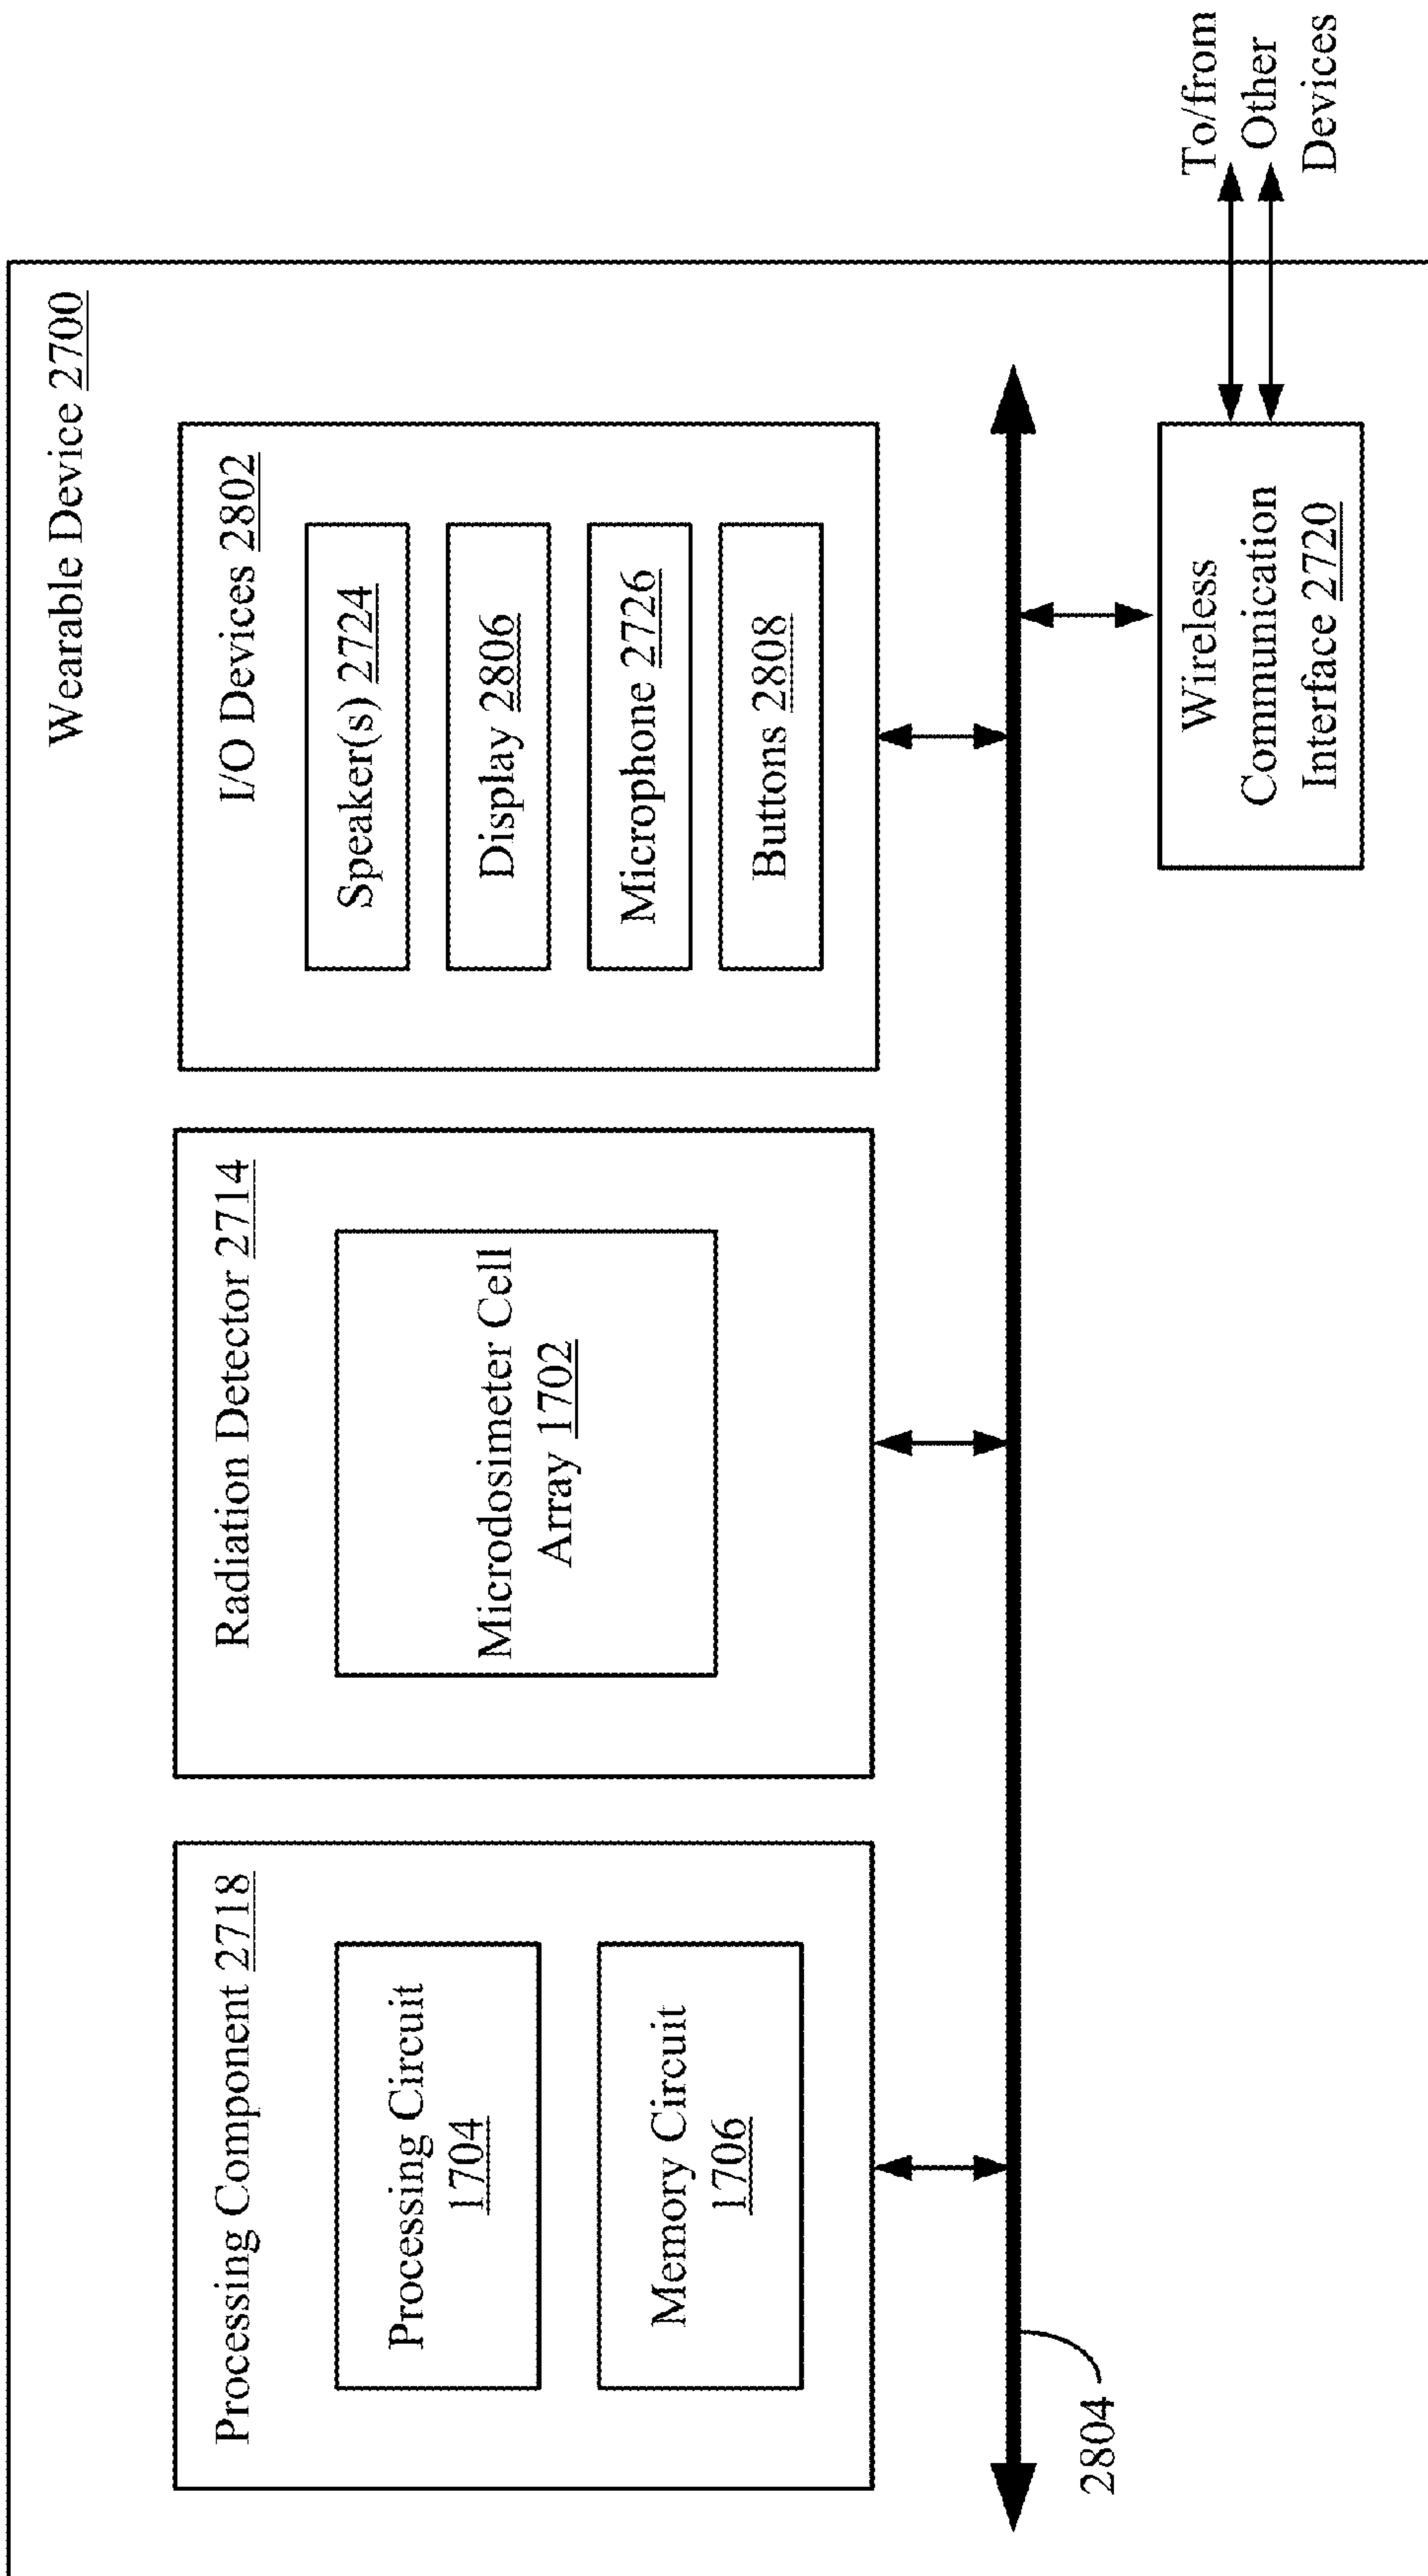 Wearable Device 2700
Processing Component 2718
Processing Circuit
1704
Memory Circuit
1706
Radiation Detector 2714
Microdosimeter Cell
Array 1702
I/O Devices 2802
Speaker(s) 2724
Display 2806
Microphone 2726
Buttons 2808
2804
Wireless
Communication
Interface 2720
To/from
Other
Devices